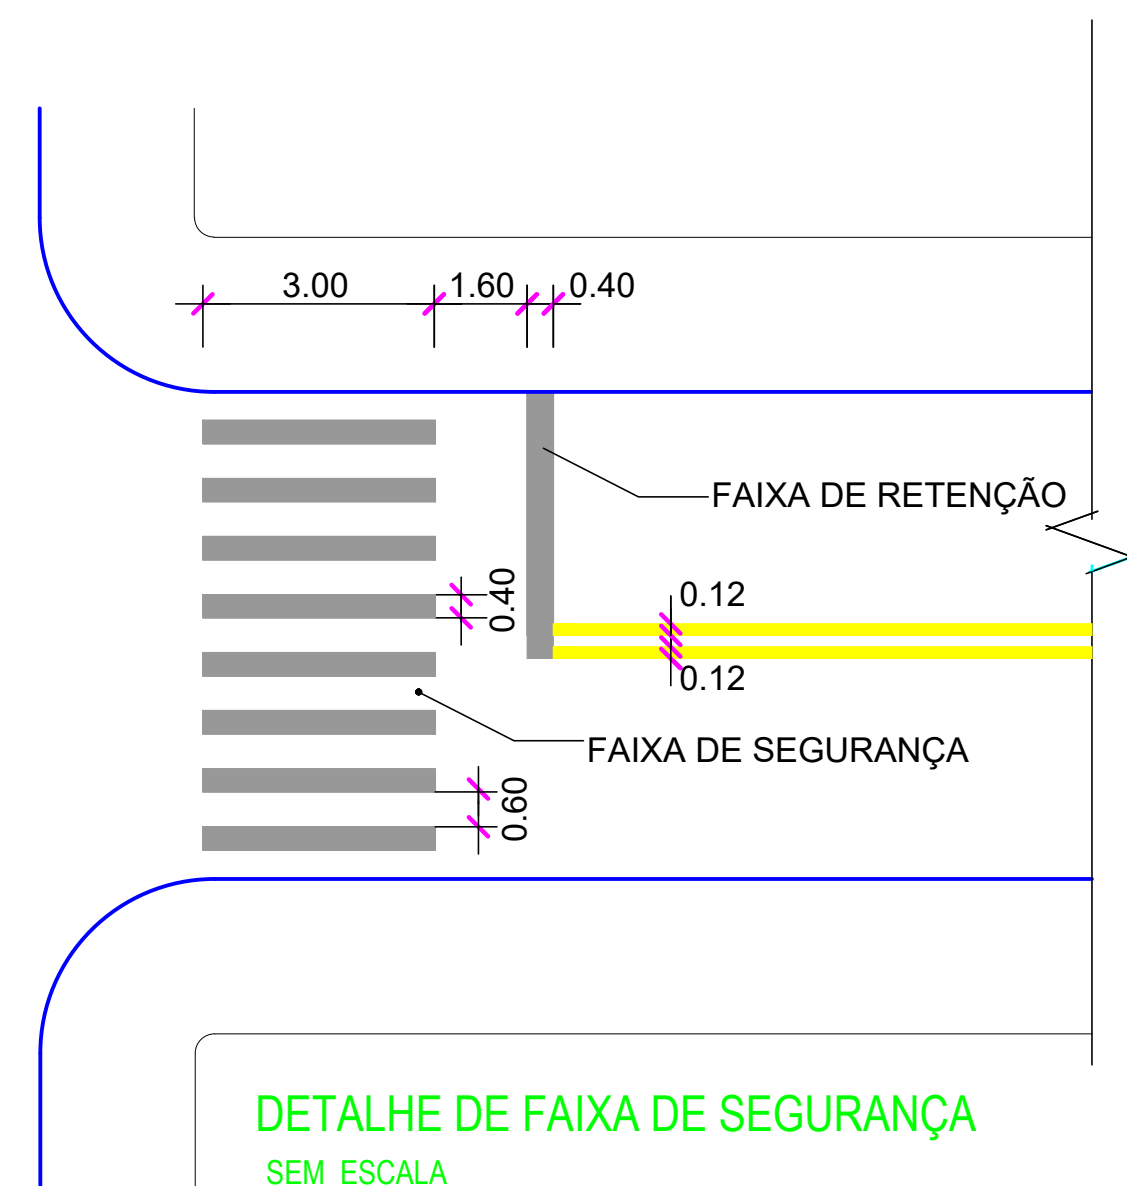 3.00
1.60
0.40
FAIXA DE RETENÇÃO
0.40
0.12
0.12
FAIXA DE SEGURANÇA
0.60
DETALHE DE FAIXA DE SEGURANÇA
SEM ESCALA